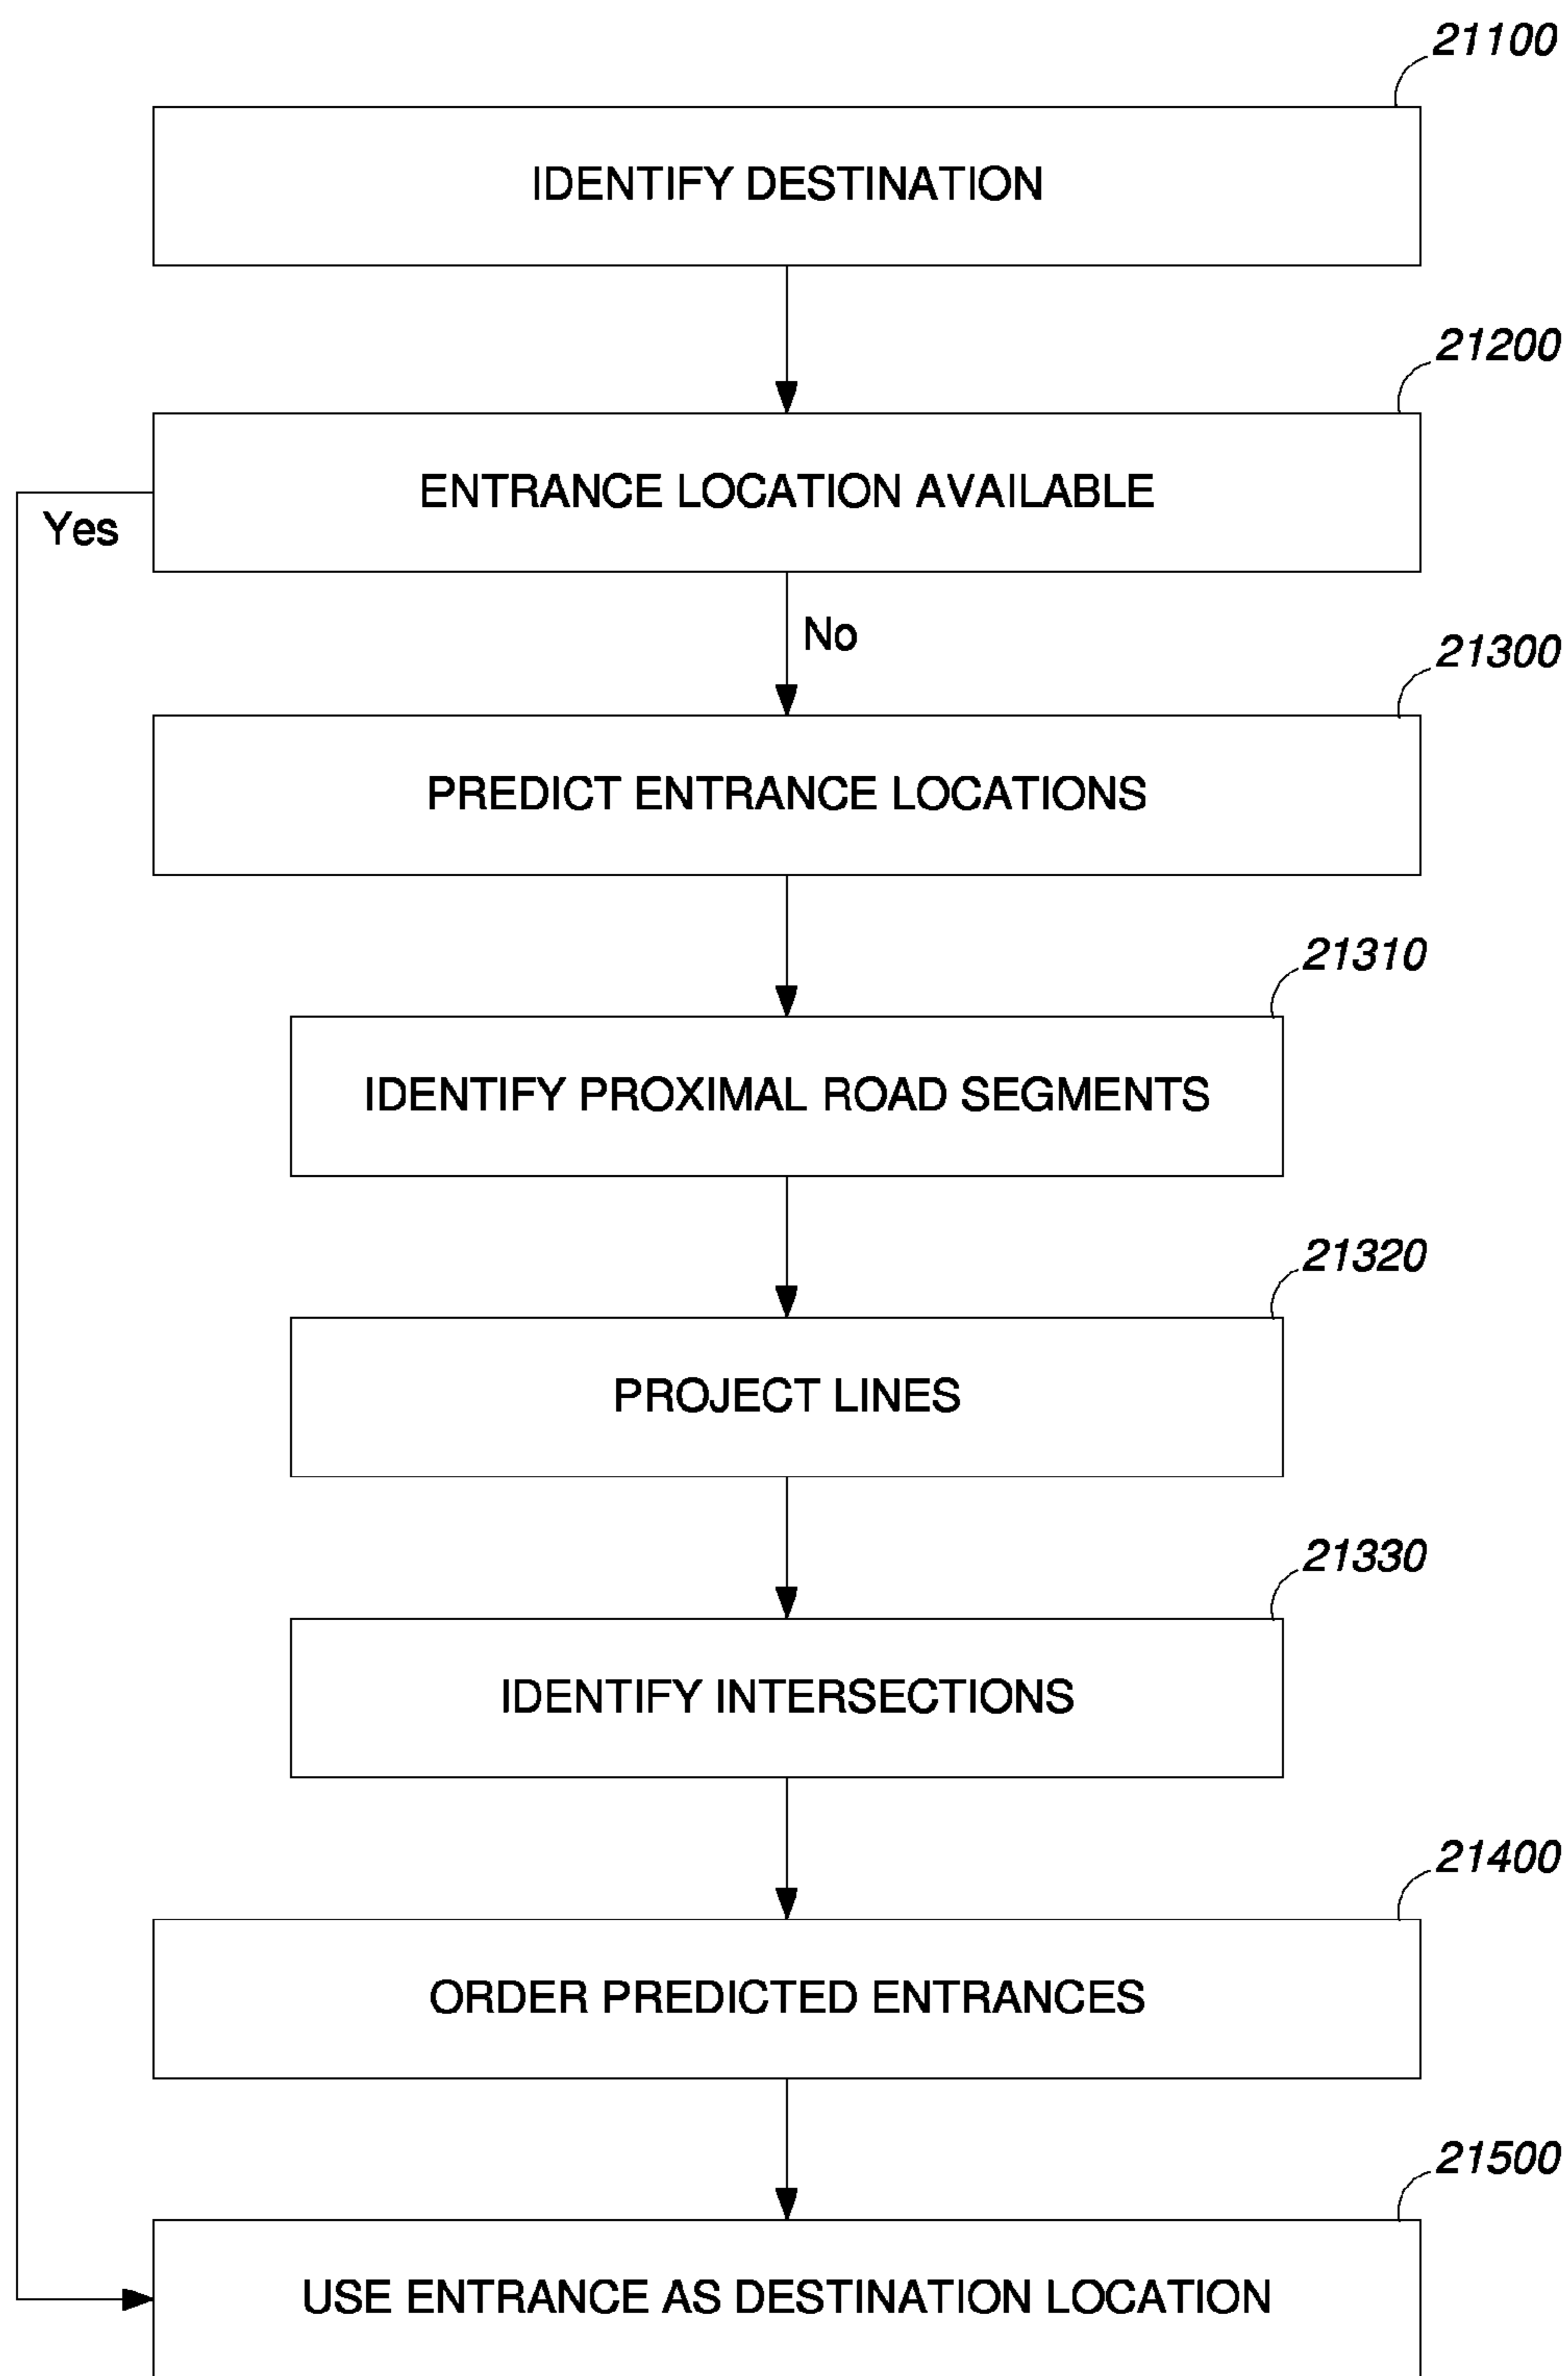 21100
IDENTIFY DESTINATION
21200
ENTRANCE LOCATION AVAILABLE
Yes
No
21300
PREDICT ENTRANCE LOCATIONS
21310
IDENTIFY PROXIMAL ROAD SEGMENTS
21320
PROJECT LINES
21330
IDENTIFY INTERSECTIONS
21400
ORDER PREDICTED ENTRANCES
21500
USE ENTRANCE AS DESTINATION LOCATION